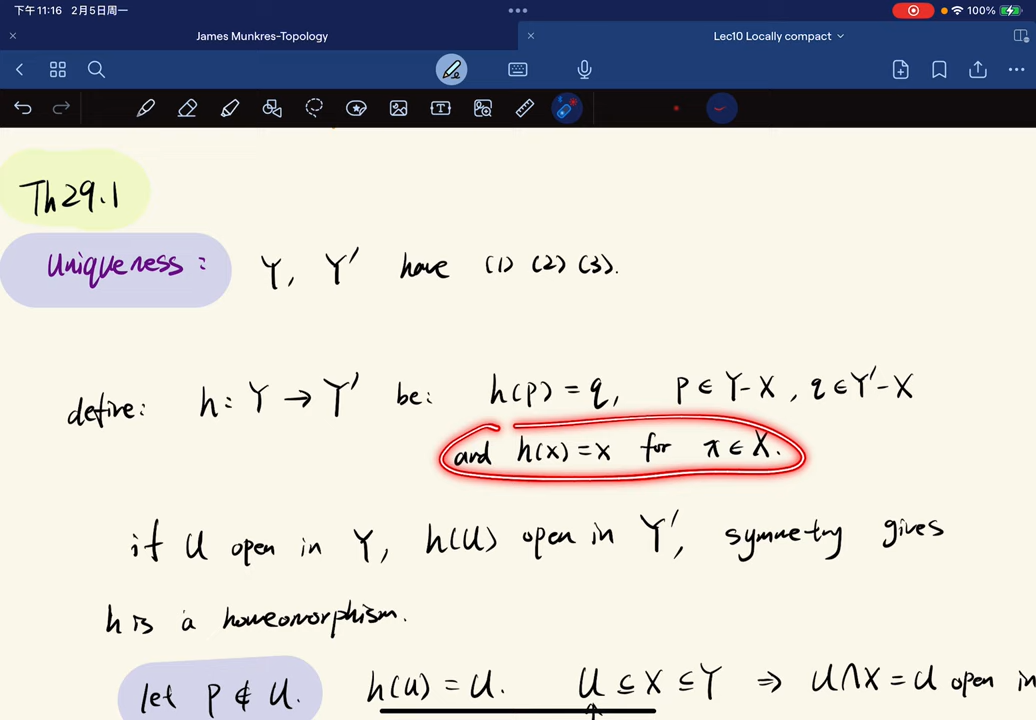 下午11:16 2月5日周一
100%
James Munkres-Topology
Lec10 Locally compact
Th29.1
Uniqueness: Y, Y' have (1) (2) (3).
define: h: Y → Y' be: h(p) = q, p ∈ Y-X, q ∈ Y'-X
and h(x) = x for x ∈ X.
if U open in Y, h(U) open in Y', symmetry gives
h is a homeomorphism.
let p ∉ U. h(U) = U. U ⊆ X ⊆ Y ⇒ U∩X = U open in